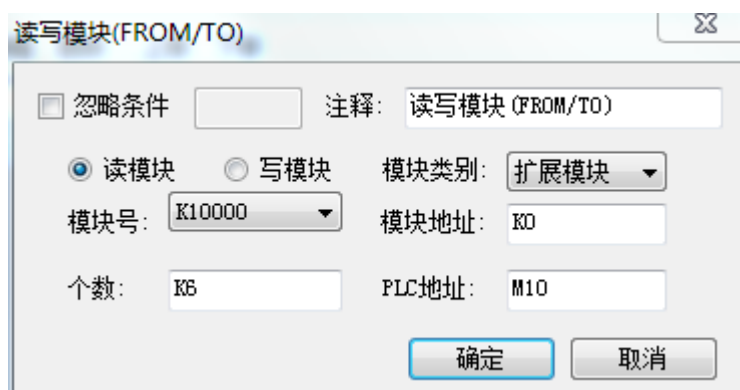 读写模块(FROM/TO)
忽略条件 注释: 读写模块(FROM/TO)
读模块 写模块 模块类别: 扩展模块
模块号: K10000 模块地址: K0
个数: K6 PLC地址: M10
确定 取消